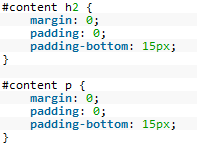 #content h2 {
    margin: 0;
    padding: 0;
    padding-bottom: 15px;
}

#content p {
    margin: 0;
    padding: 0;
    padding-bottom: 15px;
}